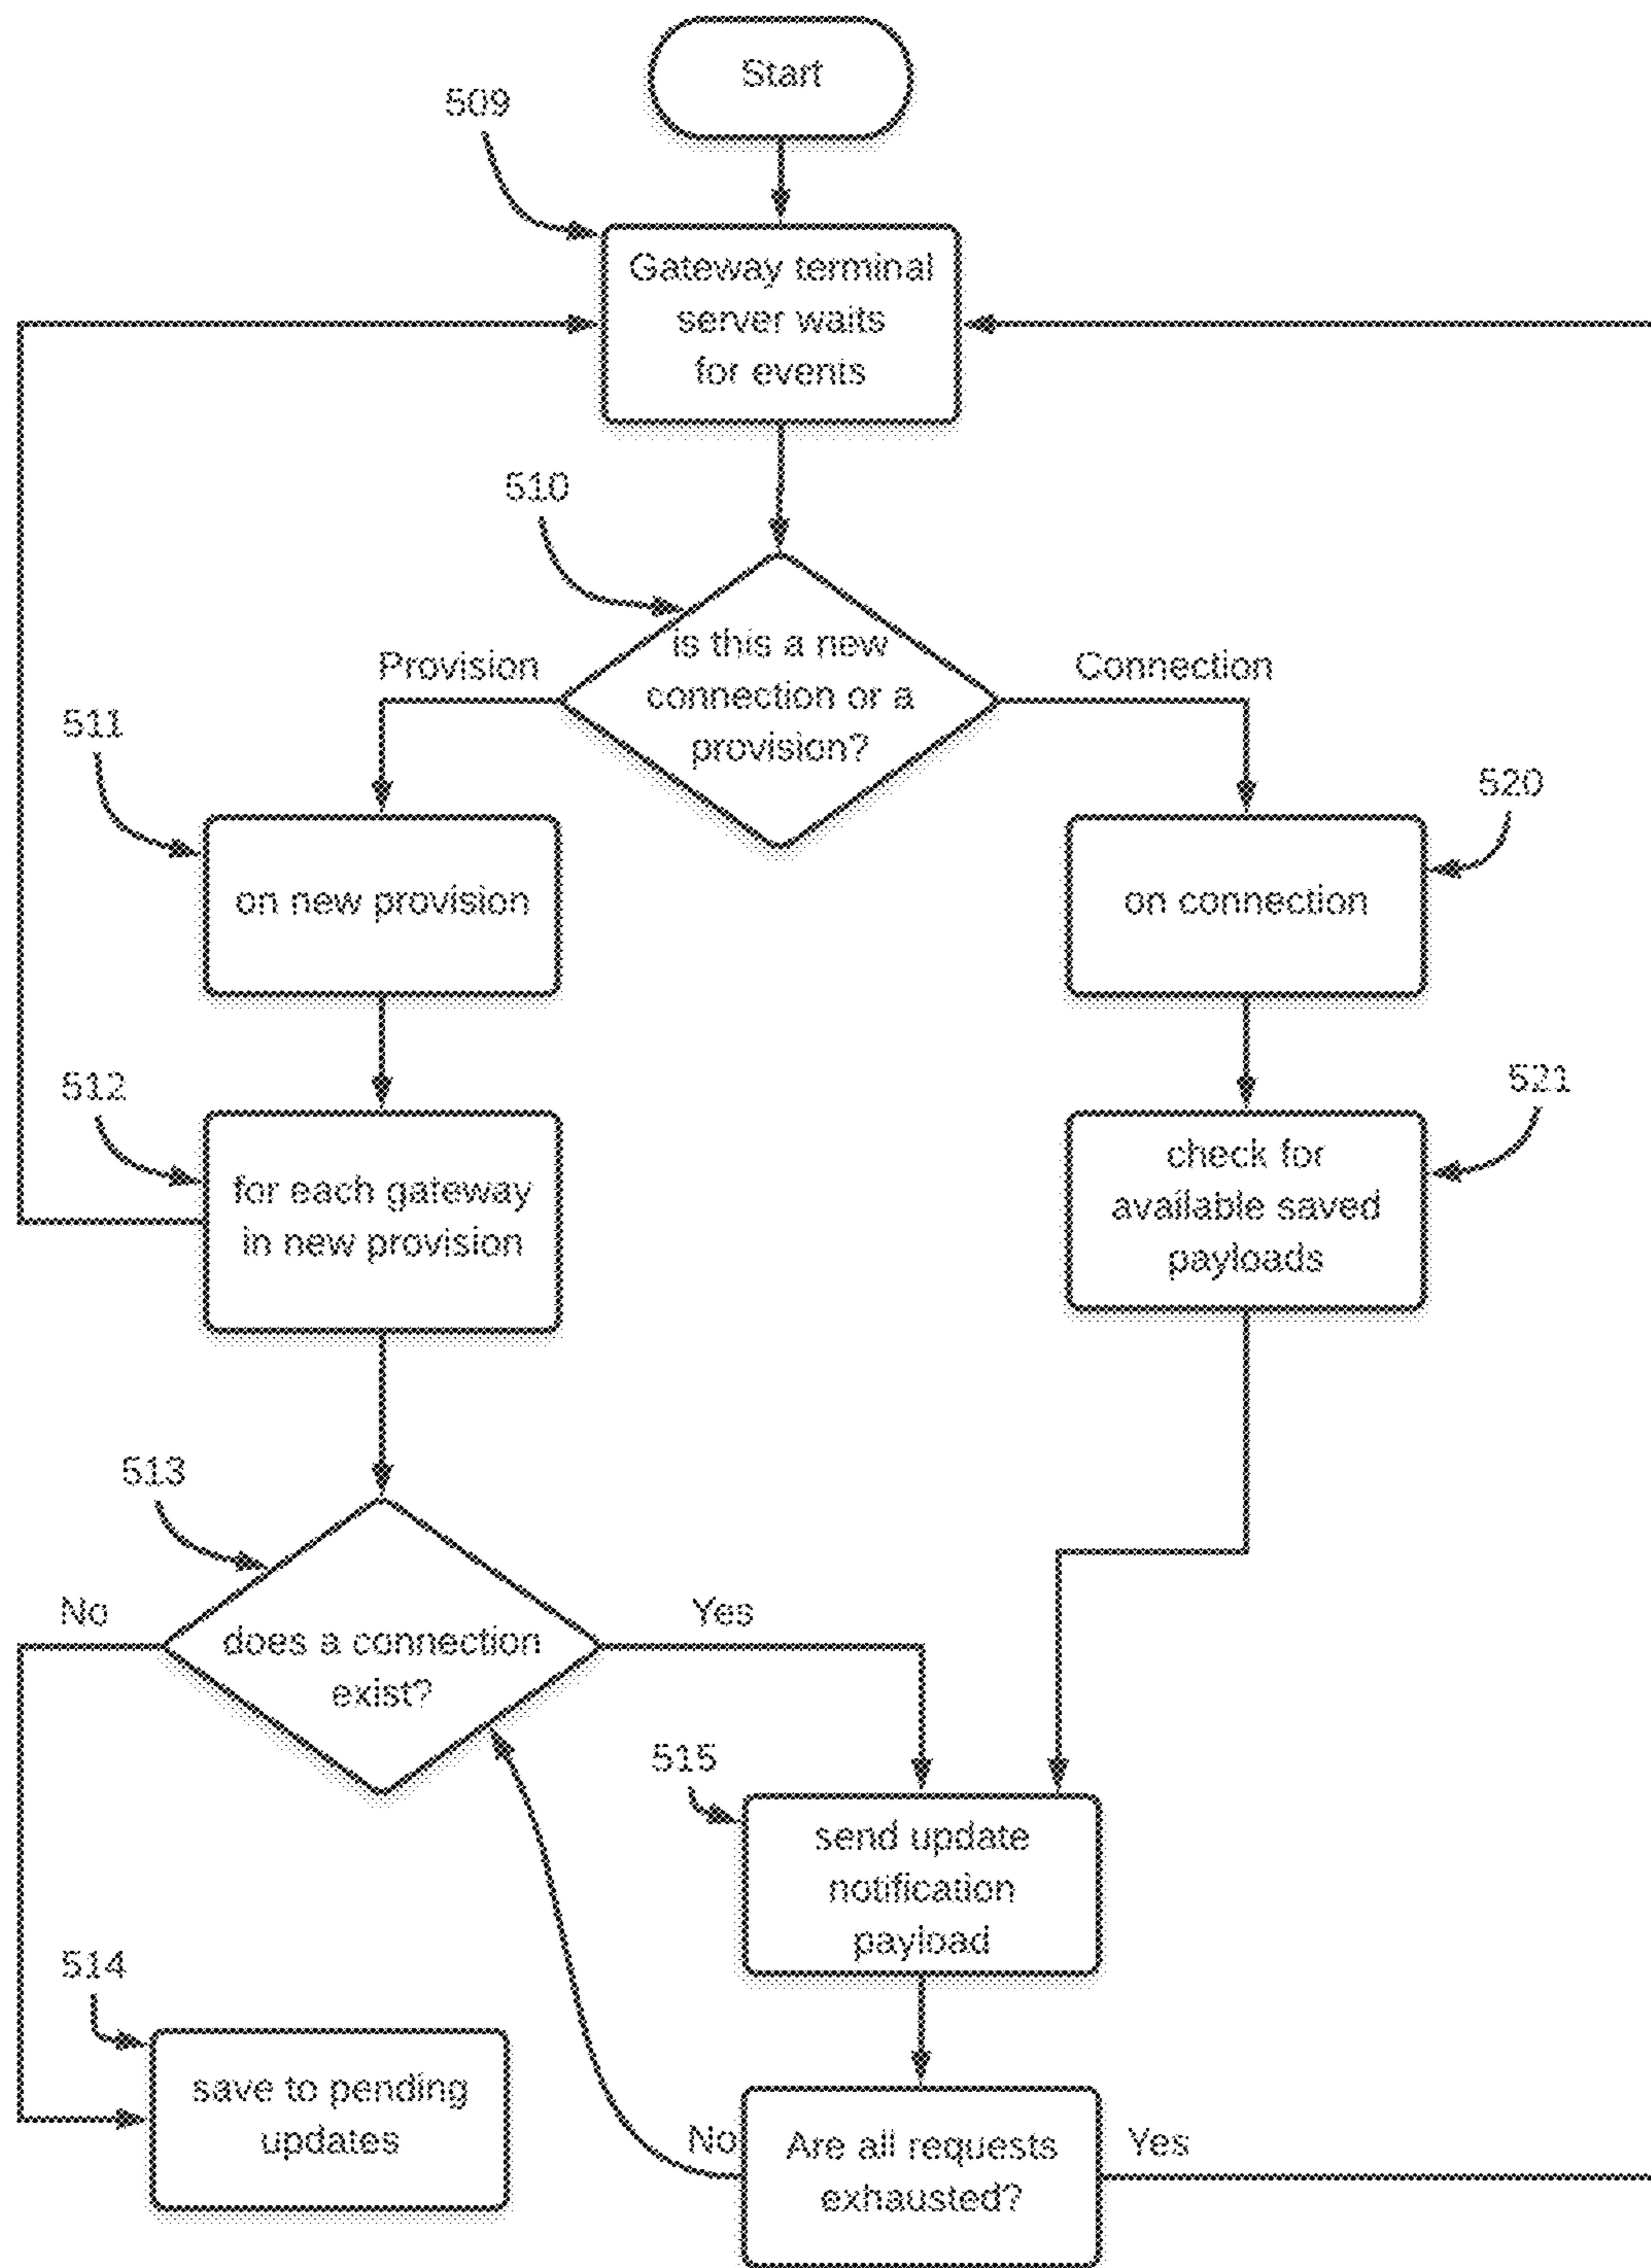 Start
509
Gateway terminal
server waits
for events
510
is this a new
connection or a
provision?
Provision
Connection
511
520
on new provision
on connection
512
521
for each gateway
in new provision
check for
available saved
payloads
513
No
does a connection
exist?
Yes
515
send update
notification
payload
514
save to pending
updates
No
Are all requests
exhausted?
Yes